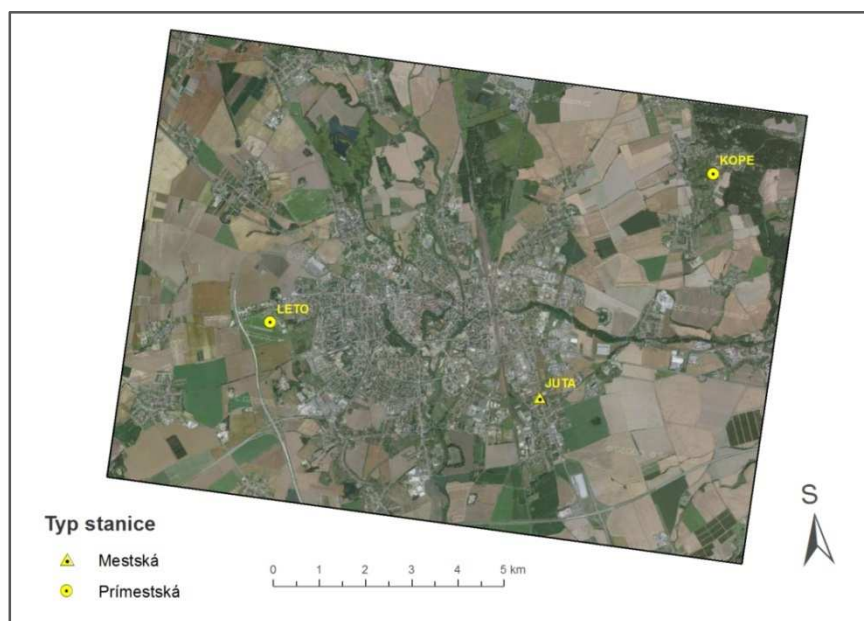 KOPE
LETO
JUTA
S
Typ stanice
Mestská
Prímestská
0 1 2 3 4 5 km